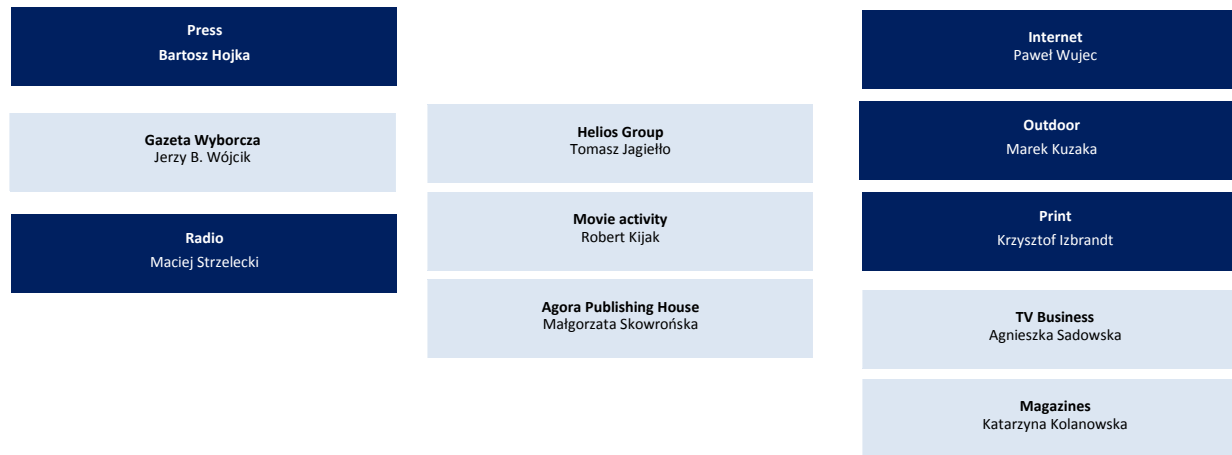 Press
Bartosz Hojka
Gazeta Wyborcza
Jerzy B. Wójcik
Radio
Maciej Strzelecki
Helios Group
Tomasz Jagiełło
Movie activity
Robert Kijak
Agora Publishing House
Małgorzata Skowrońska
Internet
Paweł Wujec
Outdoor
Marek Kuzaka
Print
Krzysztof Izbrandt
TV Business
Agnieszka Sadowska
Magazines
Katarzyna Kolanowska